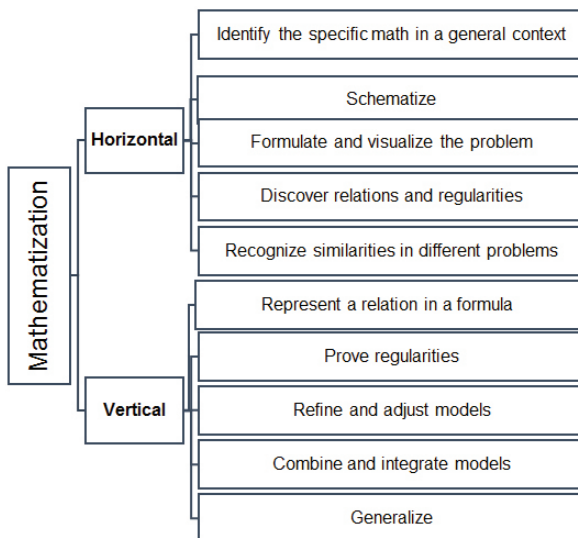 Mathematization
Horizontal
Identify the specific math in a general context
Schematize
Formulate and visualize the problem
Discover relations and regularities
Recognize similarities in different problems
Vertical
Represent a relation in a formula
Prove regularities
Refine and adjust models
Combine and integrate models
Generalize